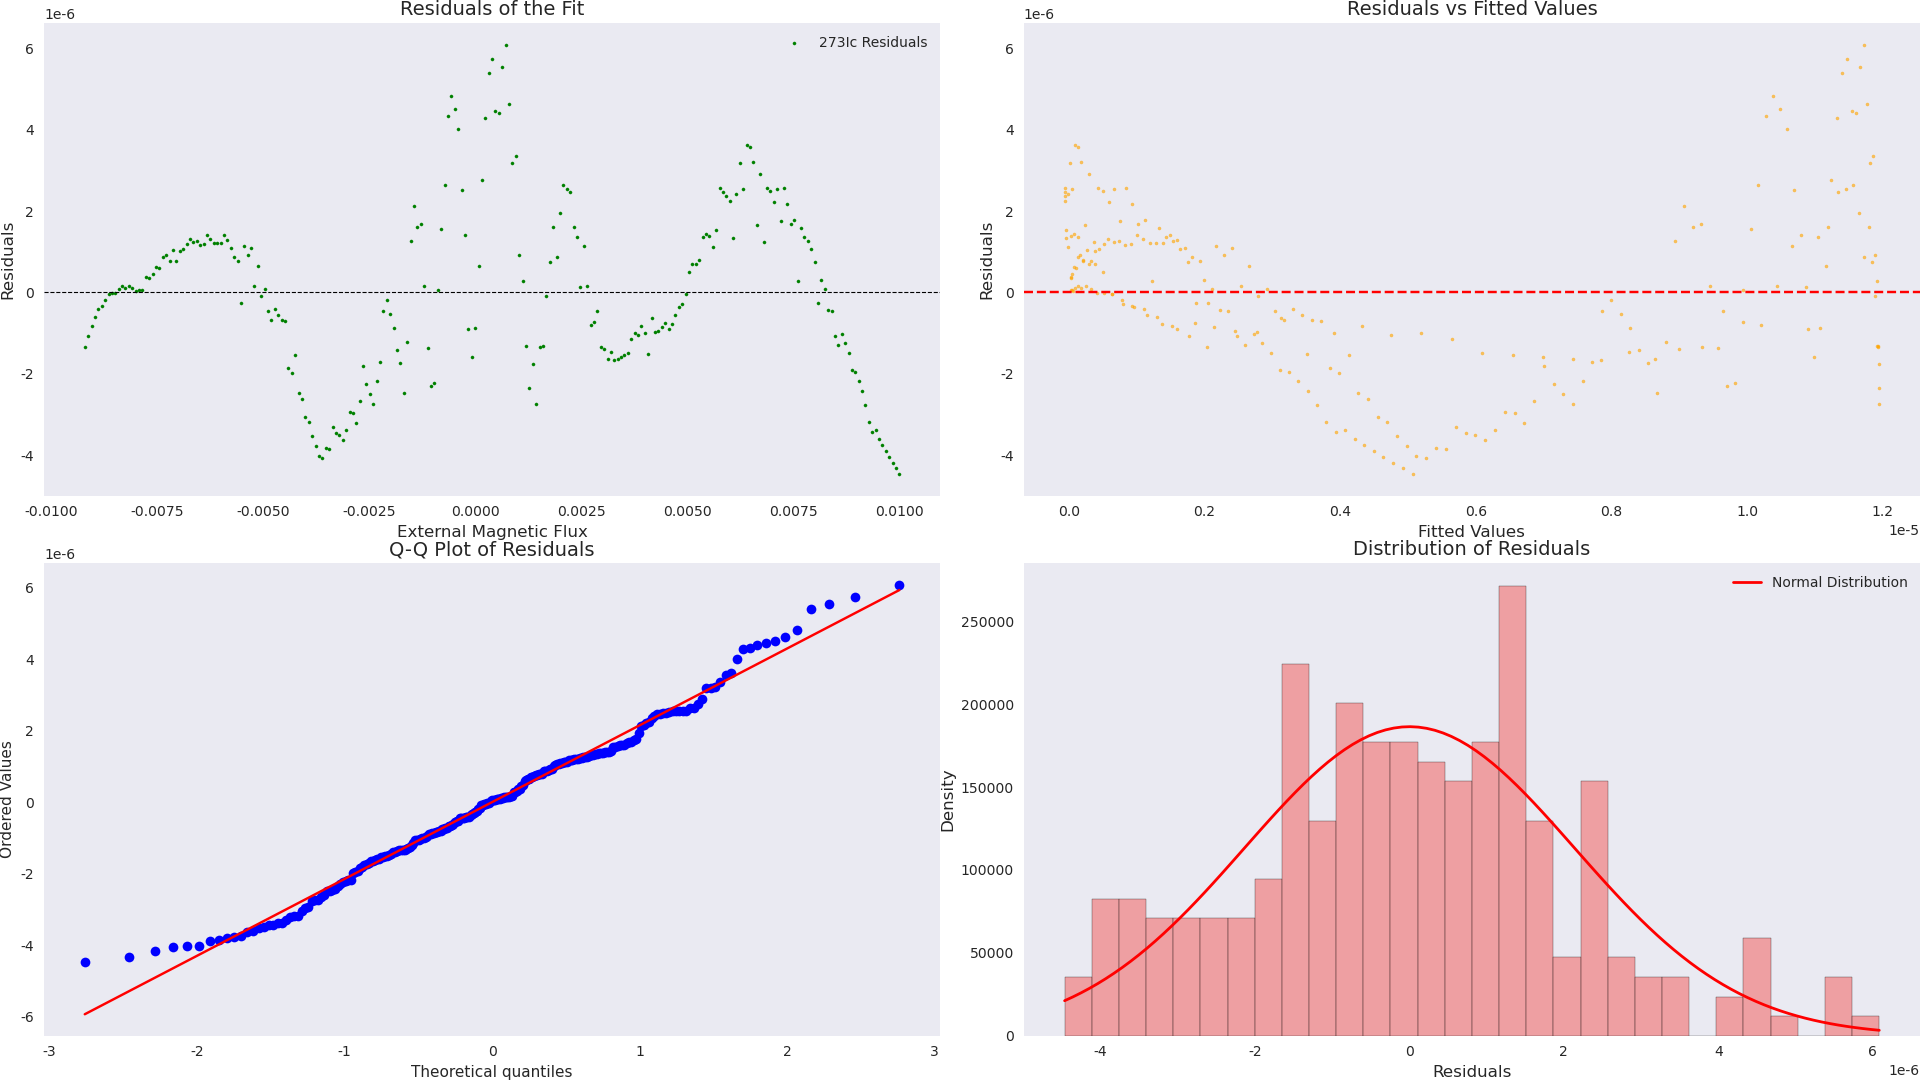 Residuals of the Fit
1e-6
273Ic Residuals
6
4
2
0
-2
-4
Residuals
-0.0100 -0.0075 -0.0050 -0.0025 0.0000 0.0025 0.0050 0.0075 0.0100
External Magnetic Flux
Residuals vs Fitted Values
1e-6
6
4
2
0
-2
-4
Residuals
0.0 0.2 0.4 0.6 0.8 1.0 1.2
1e-5
Fitted Values
Q-Q Plot of Residuals
1e-6
6
4
2
0
-2
-4
-6
Ordered Values
-3 -2 -1 0 1 2 3
Theoretical quantiles
Distribution of Residuals
Normal Distribution
250000
200000
150000
100000
50000
0
Density
-4 -2 0 2 4 6
1e-6
Residuals